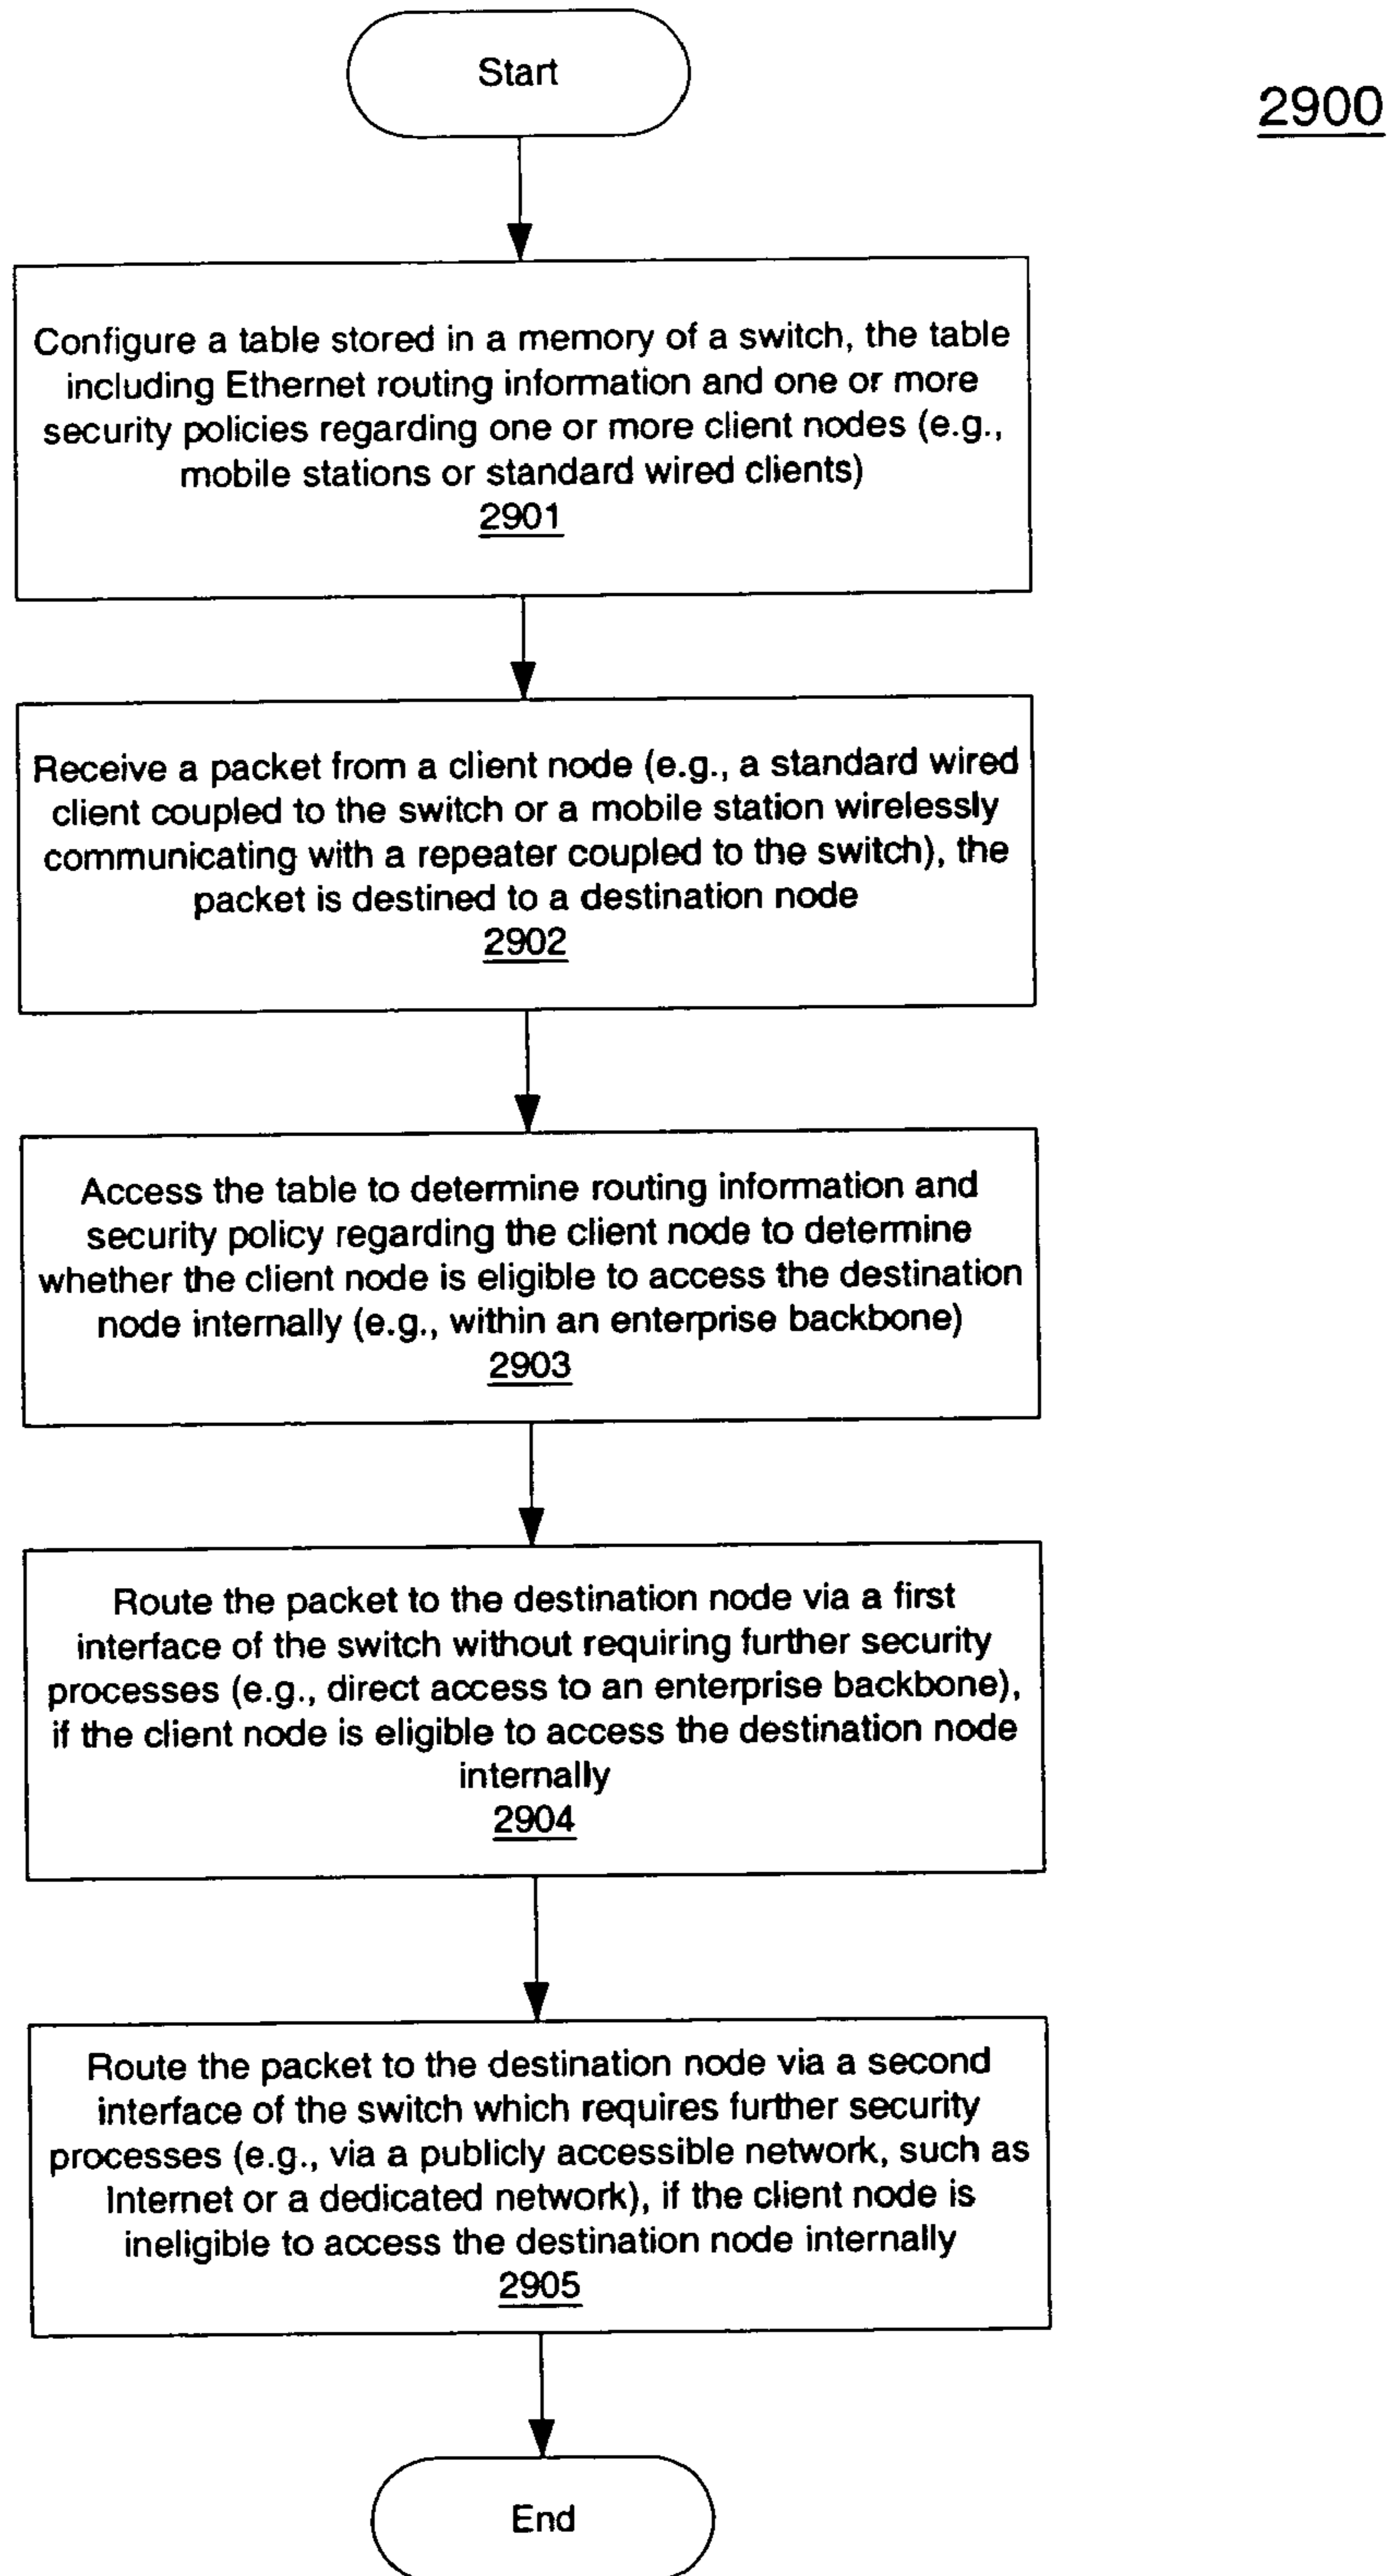 Start
2900
Configure a table stored in a memory of a switch, the table
including Ethernet routing information and one or more
security policies regarding one or more client nodes (e.g.,
mobile stations or standard wired clients)
2901
Receive a packet from a client node (e.g., a standard wired
client coupled to the switch or a mobile station wirelessly
communicating with a repeater coupled to the switch), the
packet is destined to a destination node
2902
Access the table to determine routing information and
security policy regarding the client node to determine
whether the client node is eligible to access the destination
node internally (e.g., within an enterprise backbone)
2903
Route the packet to the destination node via a first
interface of the switch without requiring further security
processes (e.g., direct access to an enterprise backbone),
if the client node is eligible to access the destination node
internally
2904
Route the packet to the destination node via a second
interface of the switch which requires further security
processes (e.g., via a publicly accessible network, such as
Internet or a dedicated network), if the client node is
ineligible to access the destination node internally
2905
End